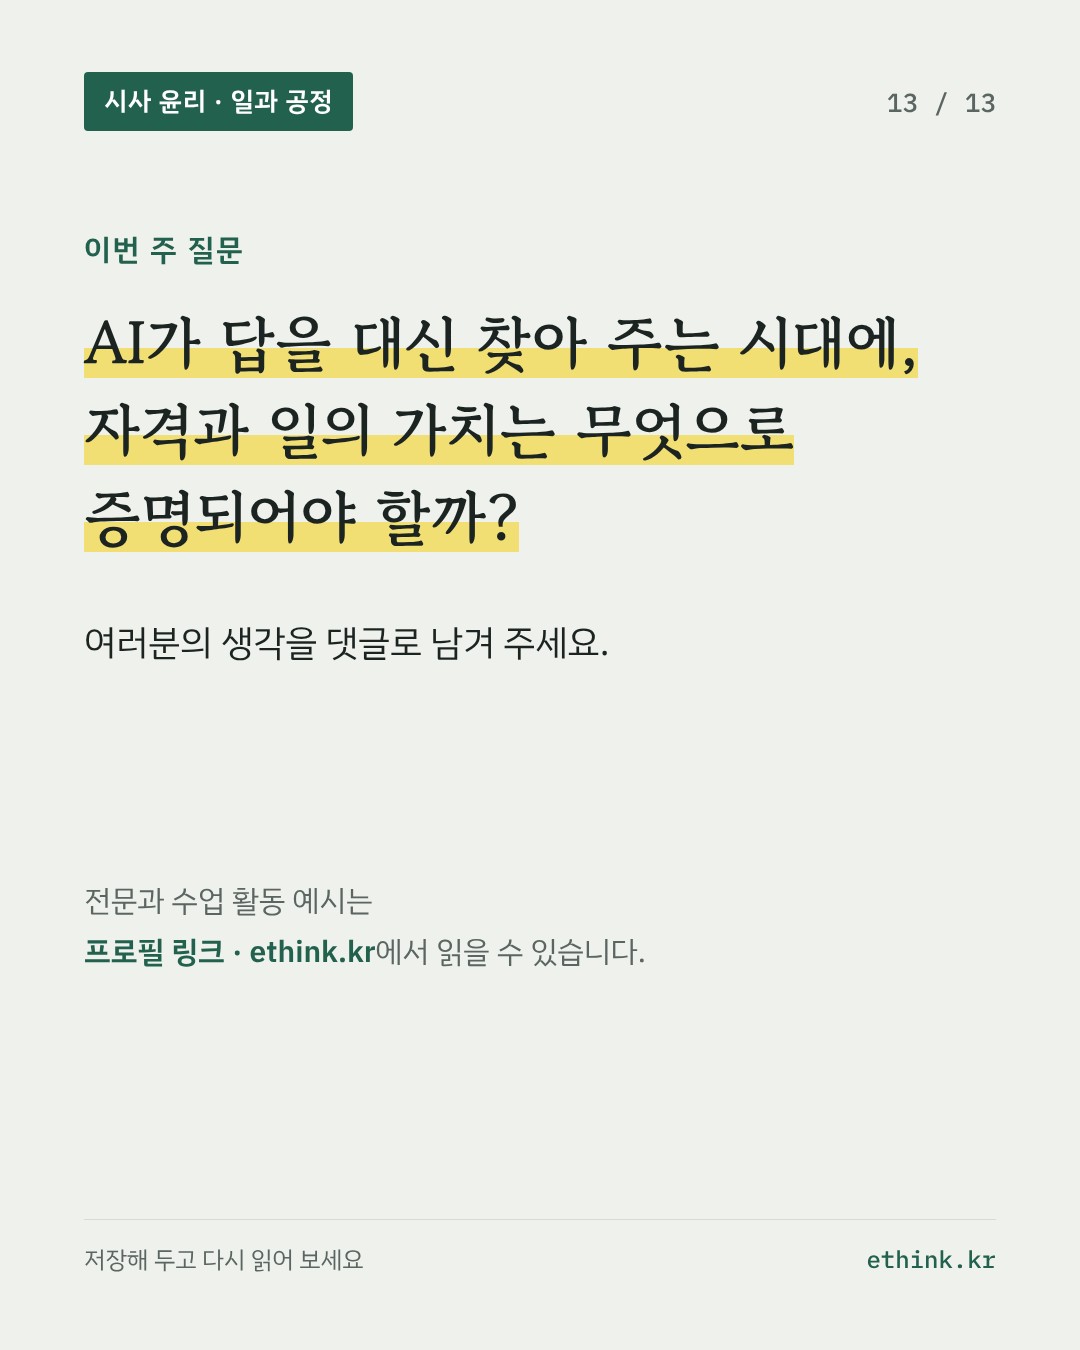 시사 윤리 · 일과 공정
13 / 13
이번 주 질문
AI가 답을 대신 찾아 주는 시대에,
자격과 일의 가치는 무엇으로
증명되어야 할까?
여러분의 생각을 댓글로 남겨 주세요.
전문과 수업 활동 예시는
프로필 링크 · ethink.kr에서 읽을 수 있습니다.
저장해 두고 다시 읽어 보세요
ethink.kr